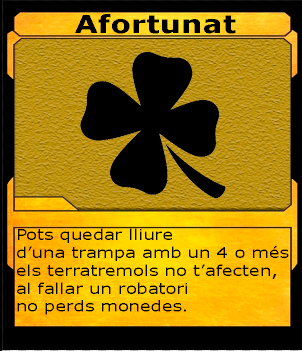 Afortunat
Pots quedar lliure
d'una trampa amb un 4 o més
els terratremols no t'afecten,
al fallar un robatori
no perds monedes.